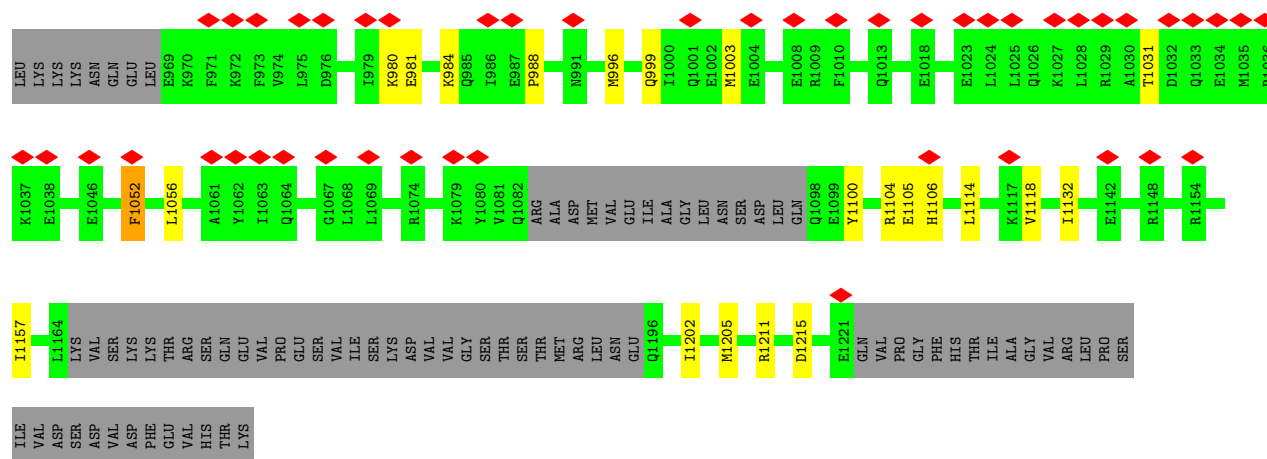 LEU LYS LYS LYS ASN GLN GLU LEU E969 K970 F971 K972 F973 V974 L975 D976 I979 K980 E981 K984 Q985 I986 E987 P988 N991 M996 Q999 I1000 Q1001 E1002 M1003 E1004 E1008 R1009 F1010 Q1013 E1018 E1023 L1024 L1025 Q1026 K1027 L1028 R1029 A1030 T1031 D1032 Q1033 E1034 M1035 R1036
K1037 E1038 E1046 F1052 L1056 A1061 Y1062 I1063 Q1064 G1067 L1068 L1069 R1074 K1079 Y1080 V1081 Q1082 ARG ALA ASP MET VAL GLU ILE ALA GLY LEU ASN SER ASP LEU GLN Q1098 E1099 Y1100 R1104 E1105 H1106 L1114 K1117 V1118 I1132 E1142 R1148 R1154
I1157 L1164 LYS VAL SER LYS LYS THR ARG SER GLN GLU VAL PRO GLU SER VAL ILE SER LYS ASP VAL VAL GLY SER THR SER THR MET ARG LEU ASN GLU Q1196 I1202 M1205 R1211 D1215 E1221 GLN VAL PRO GLY PHE HIS THR ILE ALA GLY VAL ARG LEU PRO SER
ILE VAL ASP SER ASP VAL ASP PHE GLU VAL HIS THR LYS